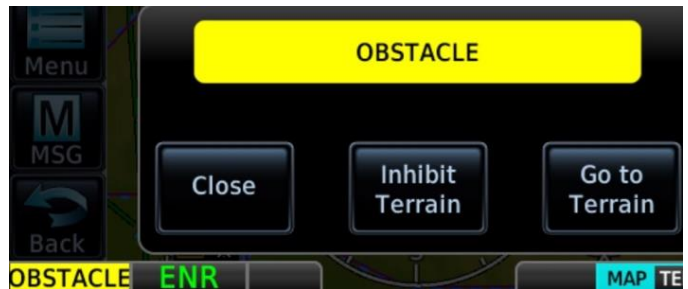 Menu
OBSTACLE
M
MSG
Close
Inhibit
Terrain
Go to
Terrain
Back
OBSTACLE ENR
MAP TE